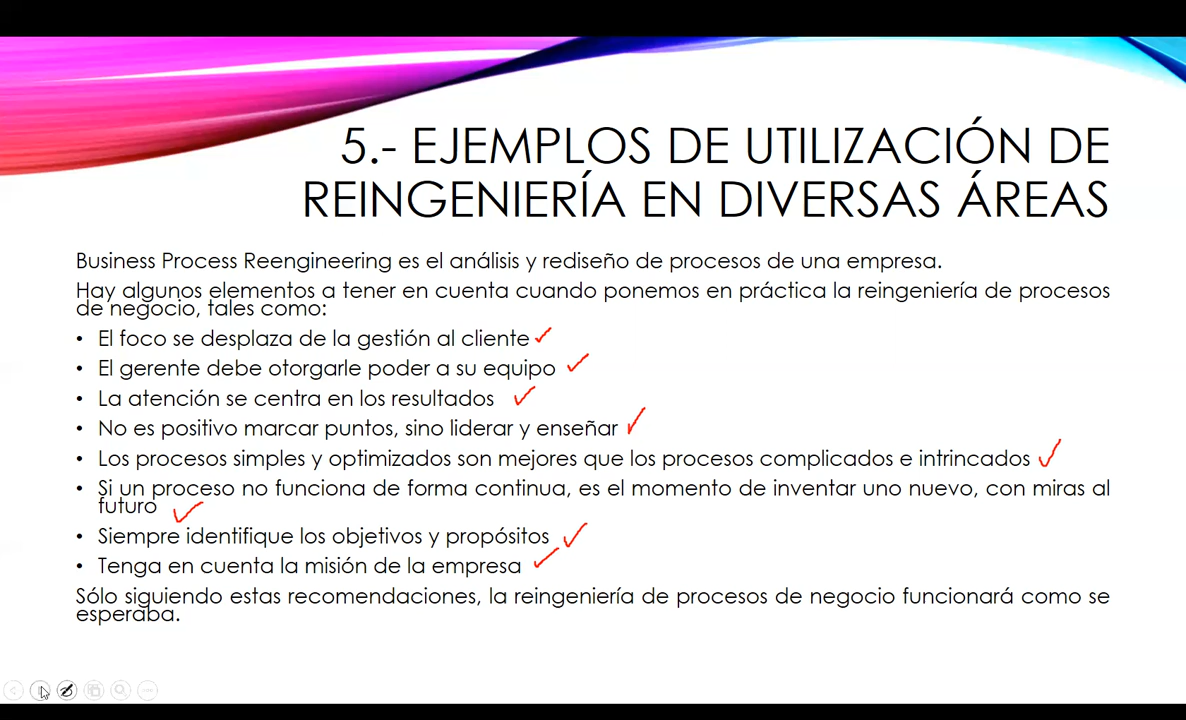 5.- EJEMPLOS DE UTILIZACIÓN DE
REINGENIERÍA EN DIVERSAS ÁREAS
Business Process Reengineering es el análisis y rediseño de procesos de una empresa.
Hay algunos elementos a tener en cuenta cuando ponemos en práctica la reingeniería de procesos
de negocio, tales como:
• El foco se desplaza de la gestión al cliente
• El gerente debe otorgarle poder a su equipo
• La atención se centra en los resultados
• No es positivo marcar puntos, sino liderar y enseñar
• Los procesos simples y optimizados son mejores que los procesos complicados e intrincados
• Si un proceso no funciona de forma continua, es el momento de inventar uno nuevo, con miras al
futuro
• Siempre identifique los objetivos y propósitos
• Tenga en cuenta la misión de la empresa
Sólo siguiendo estas recomendaciones, la reingeniería de procesos de negocio funcionará como se
esperaba.